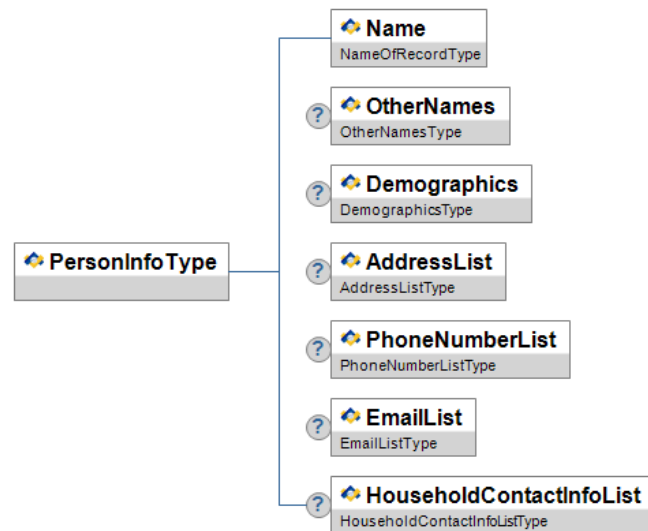 Name
NameOfRecordType
?
OtherNames
OtherNamesType
?
Demographics
DemographicsType
PersonInfoType
?
AddressList
AddressListType
?
PhoneNumberList
PhoneNumberListType
?
EmailList
EmailListType
?
HouseholdContactInfoList
HouseholdContactInfoListType